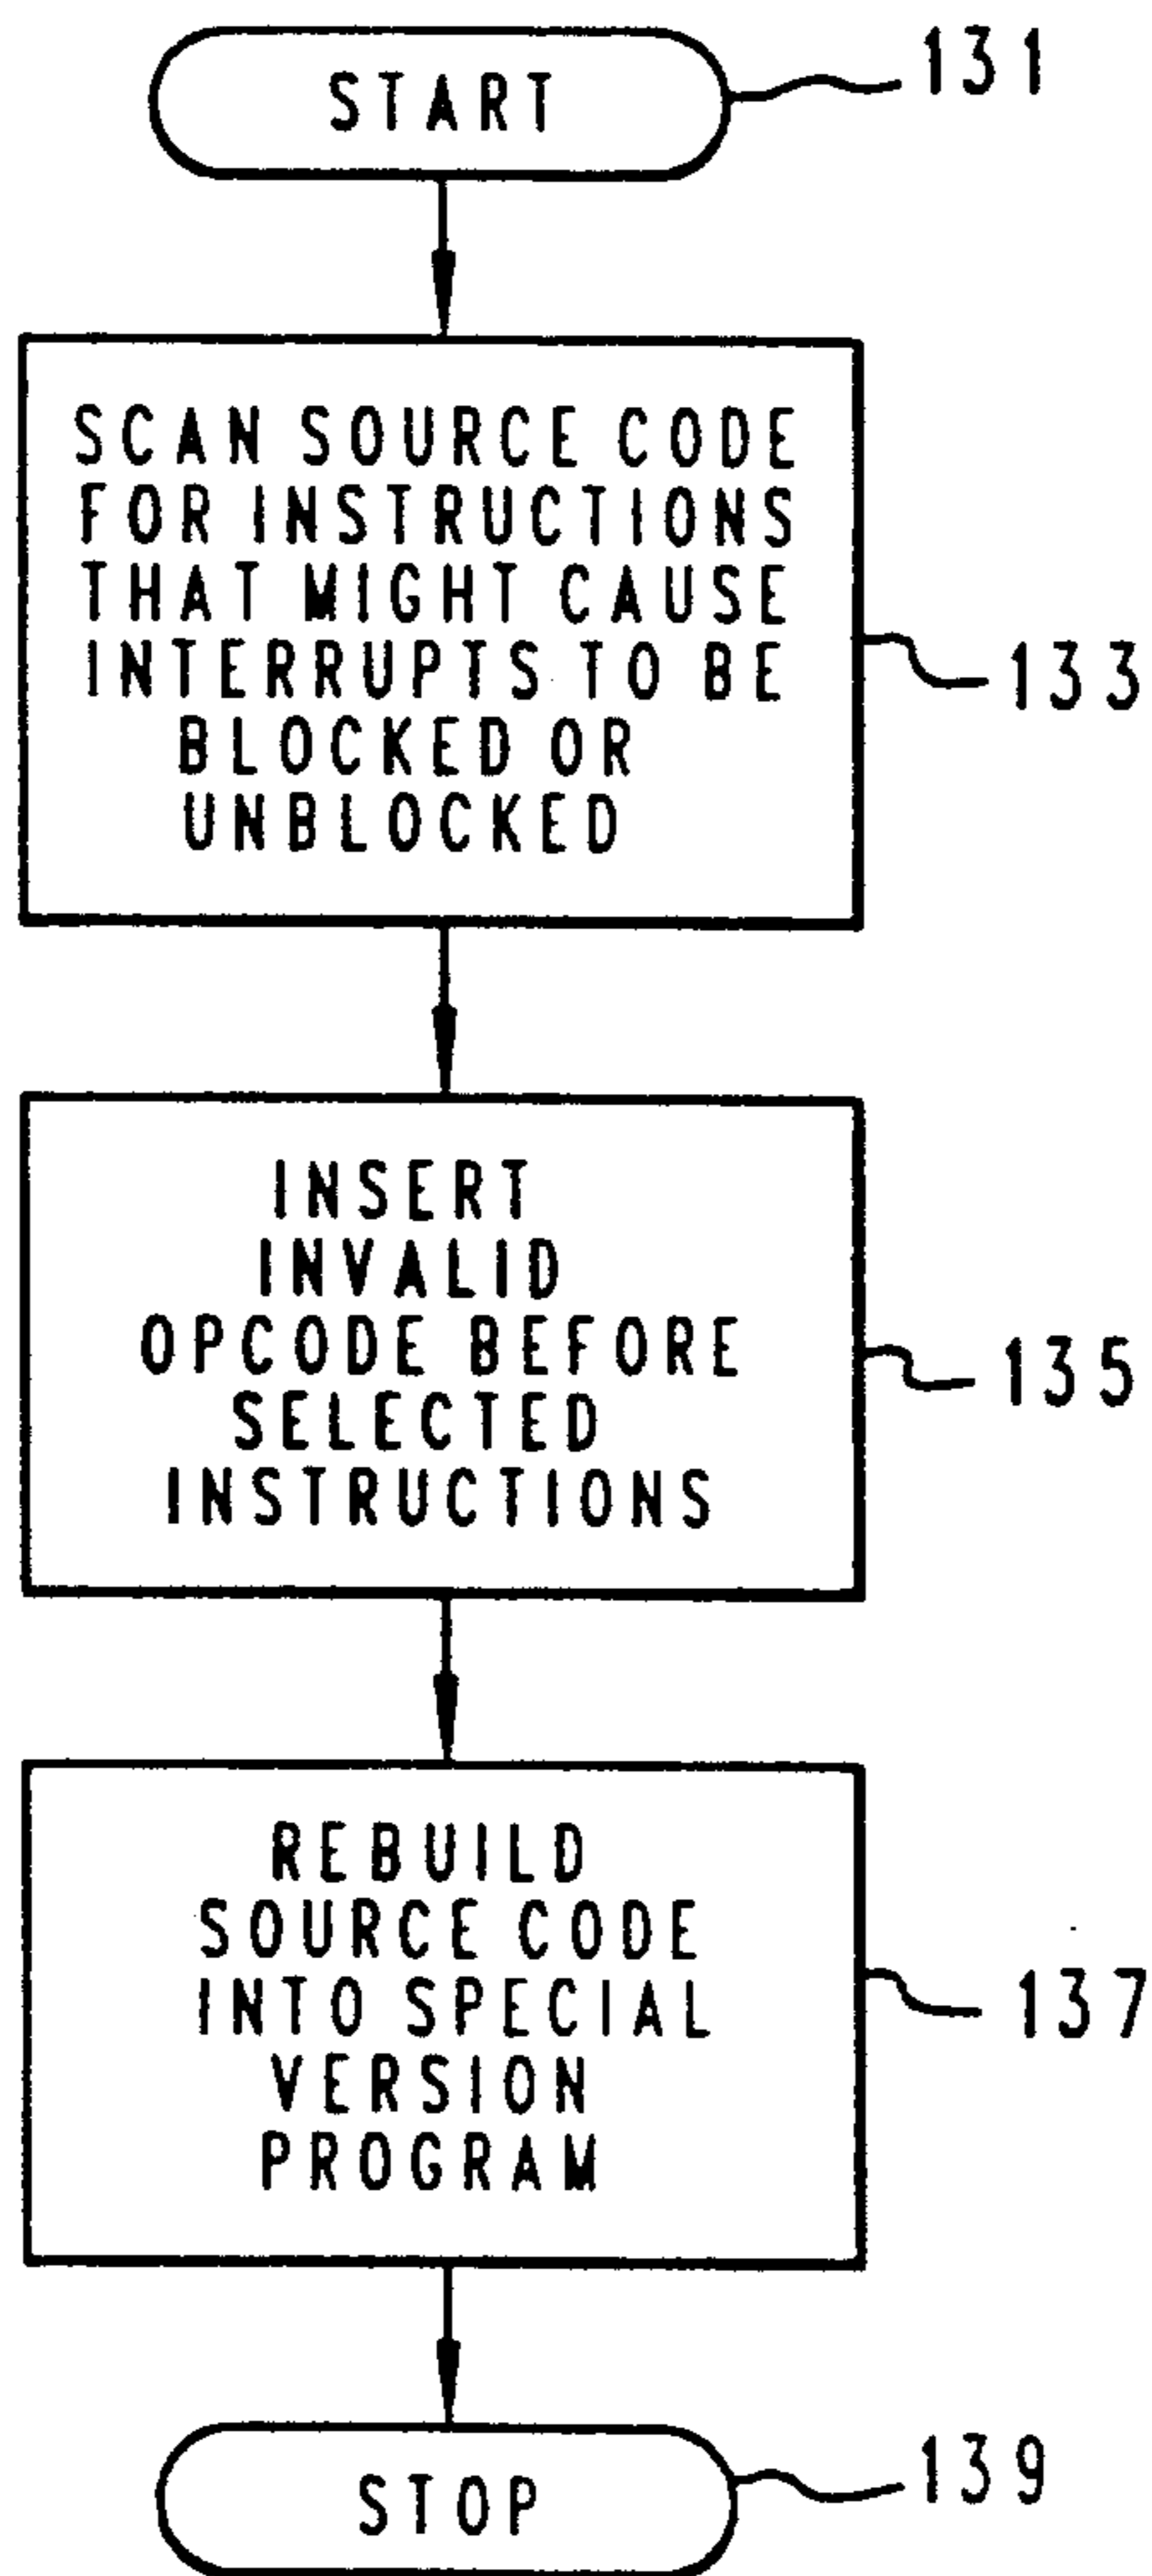 START
131
SCAN SOURCE CODE
FOR INSTRUCTIONS
THAT MIGHT CAUSE
INTERRUPTS TO BE
BLOCKED OR
UNBLOCKED
133
INSERT
INVALID
OPCODE BEFORE
SELECTED
INSTRUCTIONS
135
REBUILD
SOURCE CODE
INTO SPECIAL
VERSION
PROGRAM
137
STOP
139